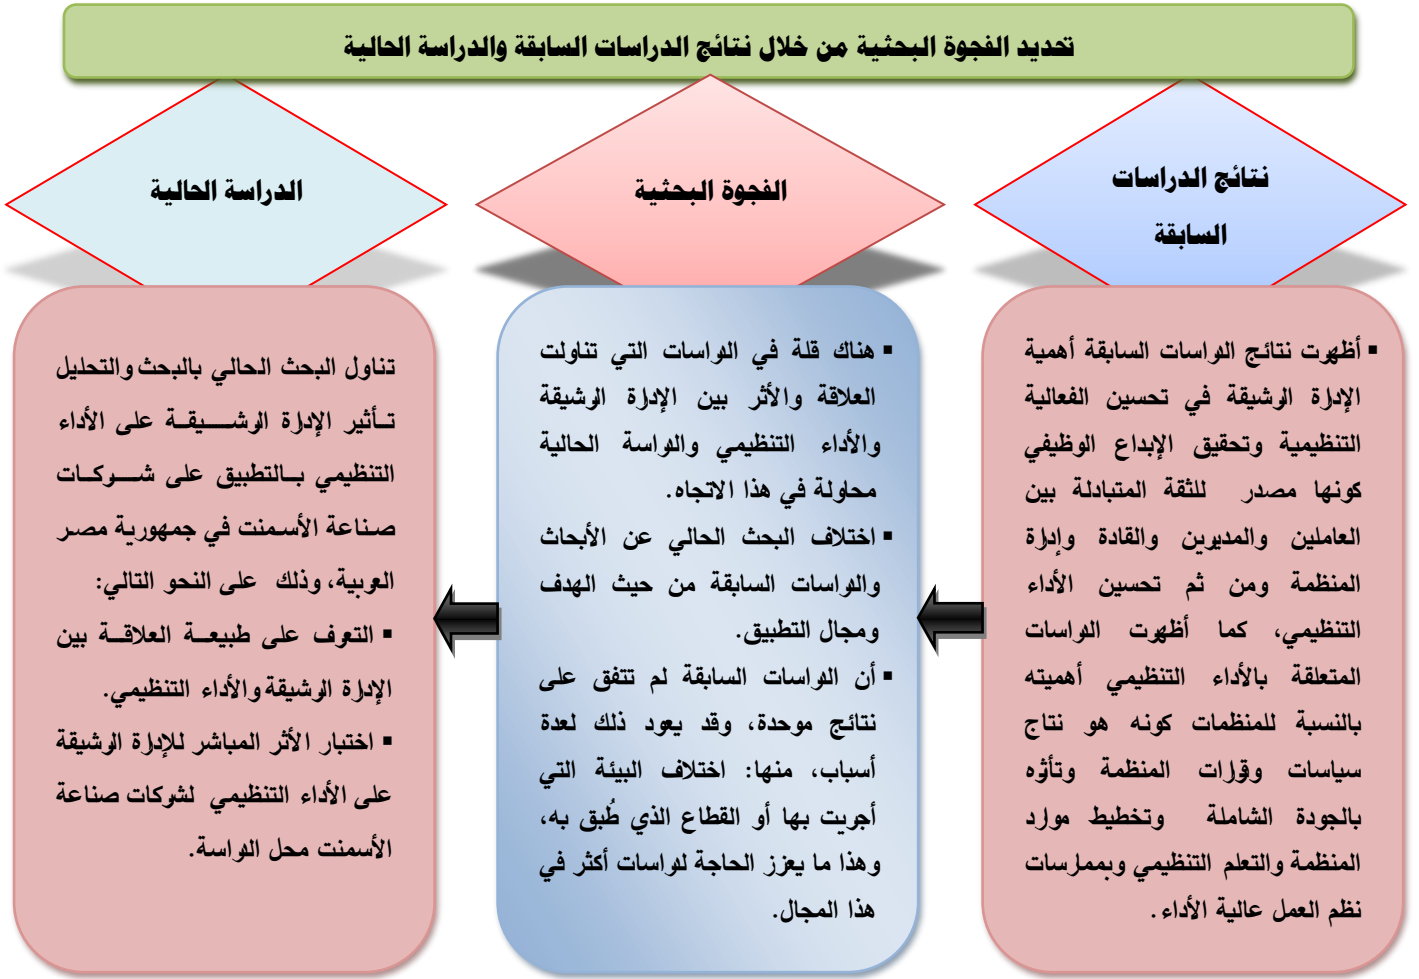 تحديد الفجوة البحثية من خلال نتائج الدراسات السابقة والدراسة الحالية
نتائج الدراسات
السابقة
الفجوة البحثية
الدراسة الحالية
▪ أظهرت نتائج الدراسات السابقة أهمية
الإدارة الرشيقة في تحسين الفعالية
التنظيمية وتحقيق الإبداع الوظيفي
كونها مصدر للثقة المتبادلة بين
العاملين والمديرين والقادة وإدارة
المنظمة ومن ثم تحسين الأداء
التنظيمي، كما أظهرت الدراسات
المتعلقة بالأداء التنظيمي أهميته
بالنسبة للمنظمات كونه هو نتاج
سياسات وقرارات المنظمة وتأثره
بالجودة الشاملة وتخطيط موارد
المنظمة والتعلم التنظيمي وبممارسات
نظم العمل عالية الأداء.
▪ هناك قلة في الدراسات التي تناولت
العلاقة والأثر بين الإدارة الرشيقة
والأداء التنظيمي والدراسة الحالية
محاولة في هذا الاتجاه.
▪ اختلاف البحث الحالي عن الأبحاث
والدراسات السابقة من حيث الهدف
ومجال التطبيق.
▪ أن الدراسات السابقة لم تتفق على
نتائج موحدة، وقد يعود ذلك لعدة
أسباب، منها: اختلاف البيئة التي
أجريت بها أو القطاع الذي طُبق به،
وهذا ما يعزز الحاجة لدراسات أكثر في
هذا المجال.
تناول البحث الحالي بالبحث والتحليل
تأثير الإدارة الرشيقة على الأداء
التنظيمي بالتطبيق على شركات
صناعة الأسمنت في جمهورية مصر
العربية، وذلك على النحو التالي:
▪ التعرف على طبيعة العلاقة بين
الإدارة الرشيقة والأداء التنظيمي.
▪ اختبار الأثر المباشر للإدارة الرشيقة
على الأداء التنظيمي لشركات صناعة
الأسمنت محل الدراسة.